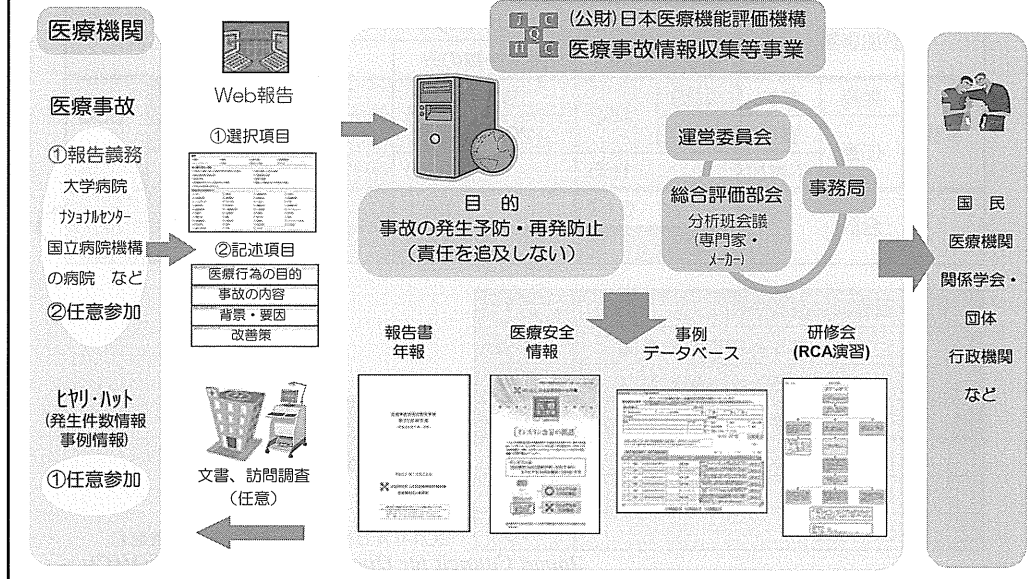 医療機関
医療事故
①報告義務
大学病院
ﾅｼｮﾅﾙｾﾝﾀｰ
国立病院機構
の病院 など
②任意参加
ﾋﾔﾘ・ﾊｯﾄ
(発生件数情報
事例情報)
①任意参加
Web報告
①選択項目
②記述項目
医療行為の目的
事故の内容
背景・要因
改善策
文書、訪問調査
(任意)
J C
Q
H C
(公財)日本医療機能評価機構
医療事故情報収集等事業
目 的
事故の発生予防・再発防止
(責任を追及しない)
運営委員会
総合評価部会
分析班会議
(専門家・
ﾒｰｶｰ)
事務局
報告書
年報
医療安全
情報
事例
データベース
研修会
(RCA演習)
国 民
医療機関
関係学会・
団体
行政機関
など